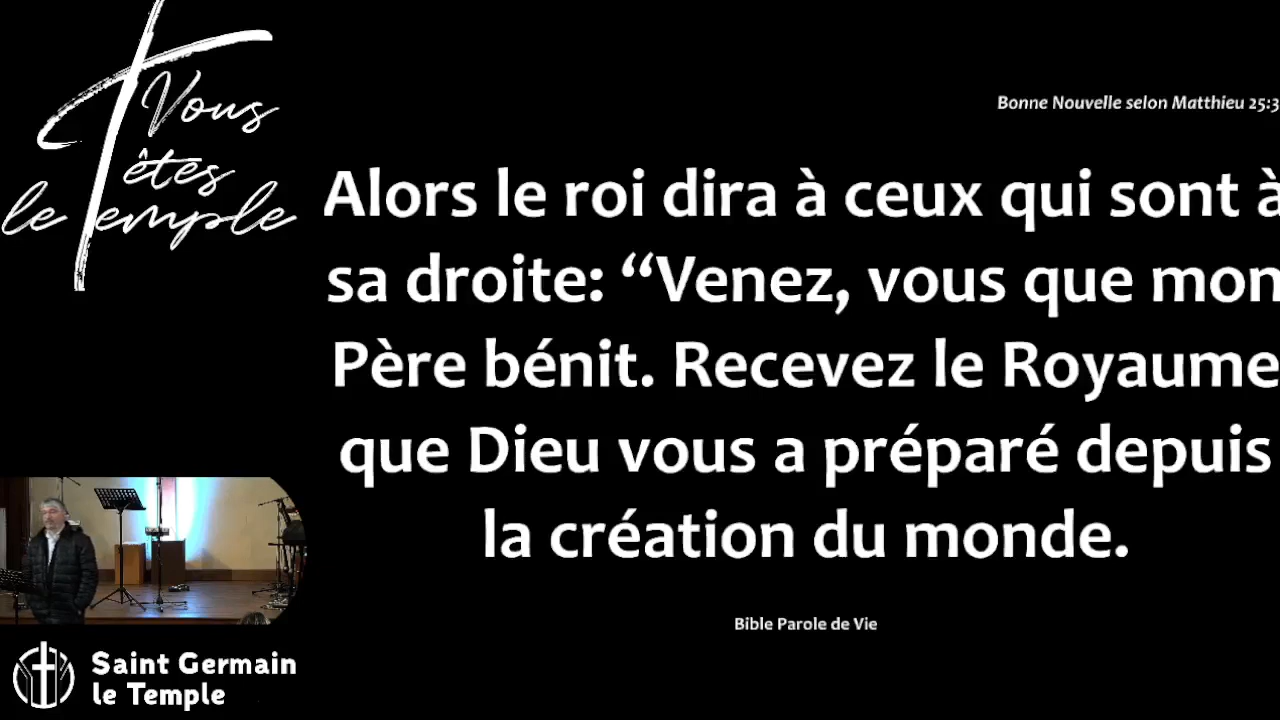 Vous
êtes
le Temple
Bonne Nouvelle selon Matthieu 25:3
Alors le roi dira à ceux qui sont à
sa droite: “Venez, vous que mon
Père bénit. Recevez le Royaume
que Dieu vous a préparé depuis
la création du monde.
Bible Parole de Vie
Saint Germain
le Temple